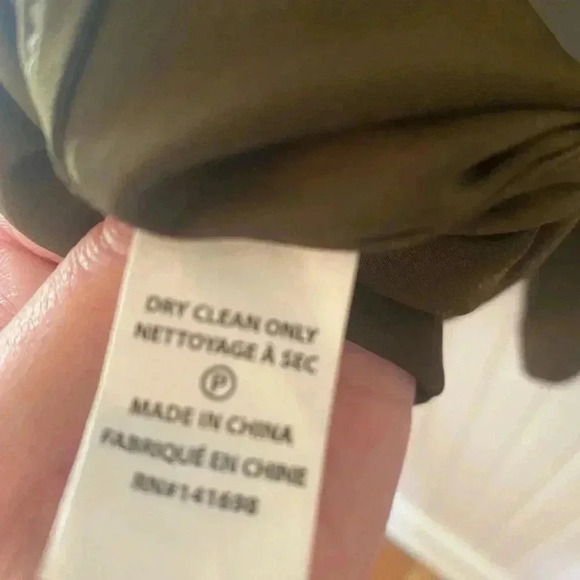 DRY CLEAN ONLY
NETTOYAGE À SEC
P
MADE IN CHINA
FABRIQUÉ EN CHINE
RN#141698